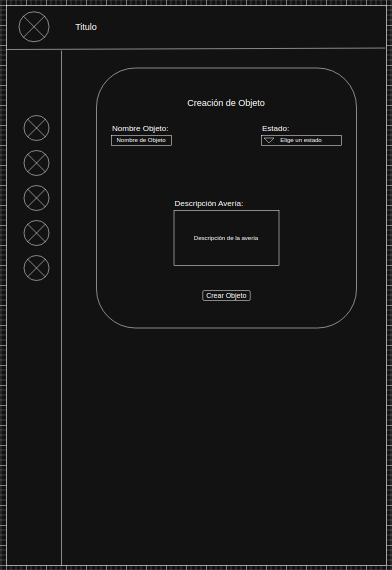 Titulo
Creación de Objeto
Nombre Objeto:
Estado:
Nombre de Objeto
Elige un estado
Descripción Avería:
Descripción de la avería
Crear Objeto